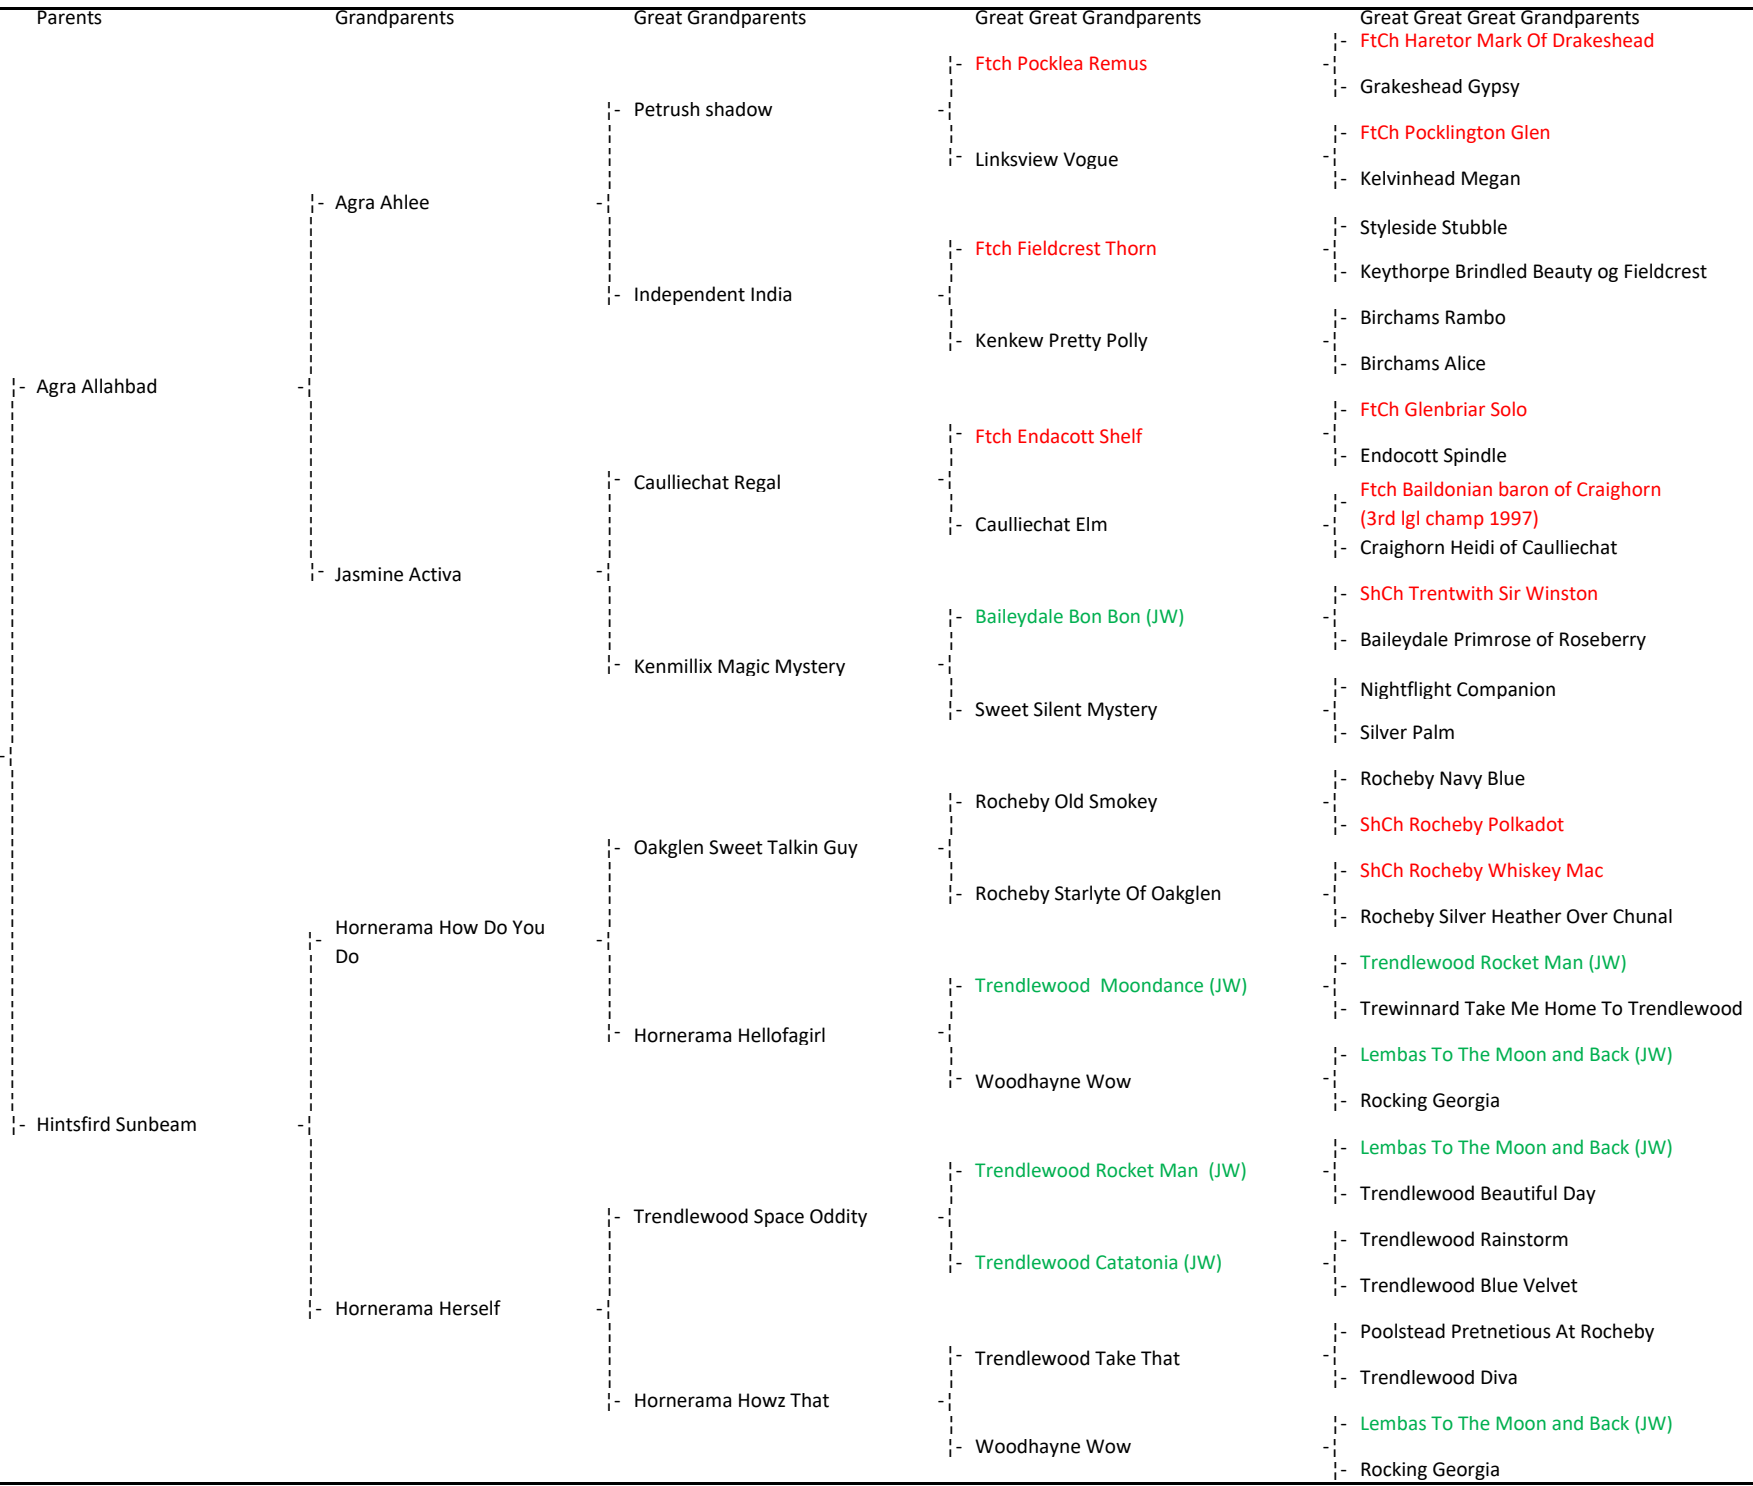 Parents Grandparents Great Grandparents Great Great Grandparents Great Great Great Grandparents
FtCh Haretor Mark Of Drakeshead
Ftch Pocklea Remus
Grakeshead Gypsy
Petrush shadow
FtCh Pocklington Glen
Linksview Vogue
Kelvinhead Megan
Agra Ahlee
Styleside Stubble
Ftch Fieldcrest Thorn
Keythorpe Brindled Beauty og Fieldcrest
Independent India
Birchams Rambo
Kenkew Pretty Polly
Birchams Alice
Agra Allahbad
FtCh Glenbriar Solo
Ftch Endacott Shelf
Endocott Spindle
Caulliechat Regal
Ftch Baildonian baron of Craighorn
(3rd lgl champ 1997)
Caulliechat Elm
Craighorn Heidi of Caulliechat
Jasmine Activa
ShCh Trentwith Sir Winston
Baileydale Bon Bon (JW)
Baileydale Primrose of Roseberry
Kenmillix Magic Mystery
Nightflight Companion
Sweet Silent Mystery
Silver Palm
Rocheby Navy Blue
Rocheby Old Smokey
ShCh Rocheby Polkadot
Oakglen Sweet Talkin Guy
ShCh Rocheby Whiskey Mac
Rocheby Starlyte Of Oakglen
Rocheby Silver Heather Over Chunal
Hornerama How Do You
Do
Trendlewood Rocket Man (JW)
Trendlewood  Moondance (JW)
Trewinnard Take Me Home To Trendlewood
Hornerama Hellofagirl
Lembas To The Moon and Back (JW)
Woodhayne Wow
Rocking Georgia
Hintsfird Sunbeam
Lembas To The Moon and Back (JW)
Trendlewood Rocket Man  (JW)
Trendlewood Beautiful Day
Trendlewood Space Oddity
Trendlewood Rainstorm
Trendlewood Catatonia (JW)
Trendlewood Blue Velvet
Hornerama Herself
Poolstead Pretnetious At Rocheby
Trendlewood Take That
Trendlewood Diva
Hornerama Howz That
Lembas To The Moon and Back (JW)
Woodhayne Wow
Rocking Georgia